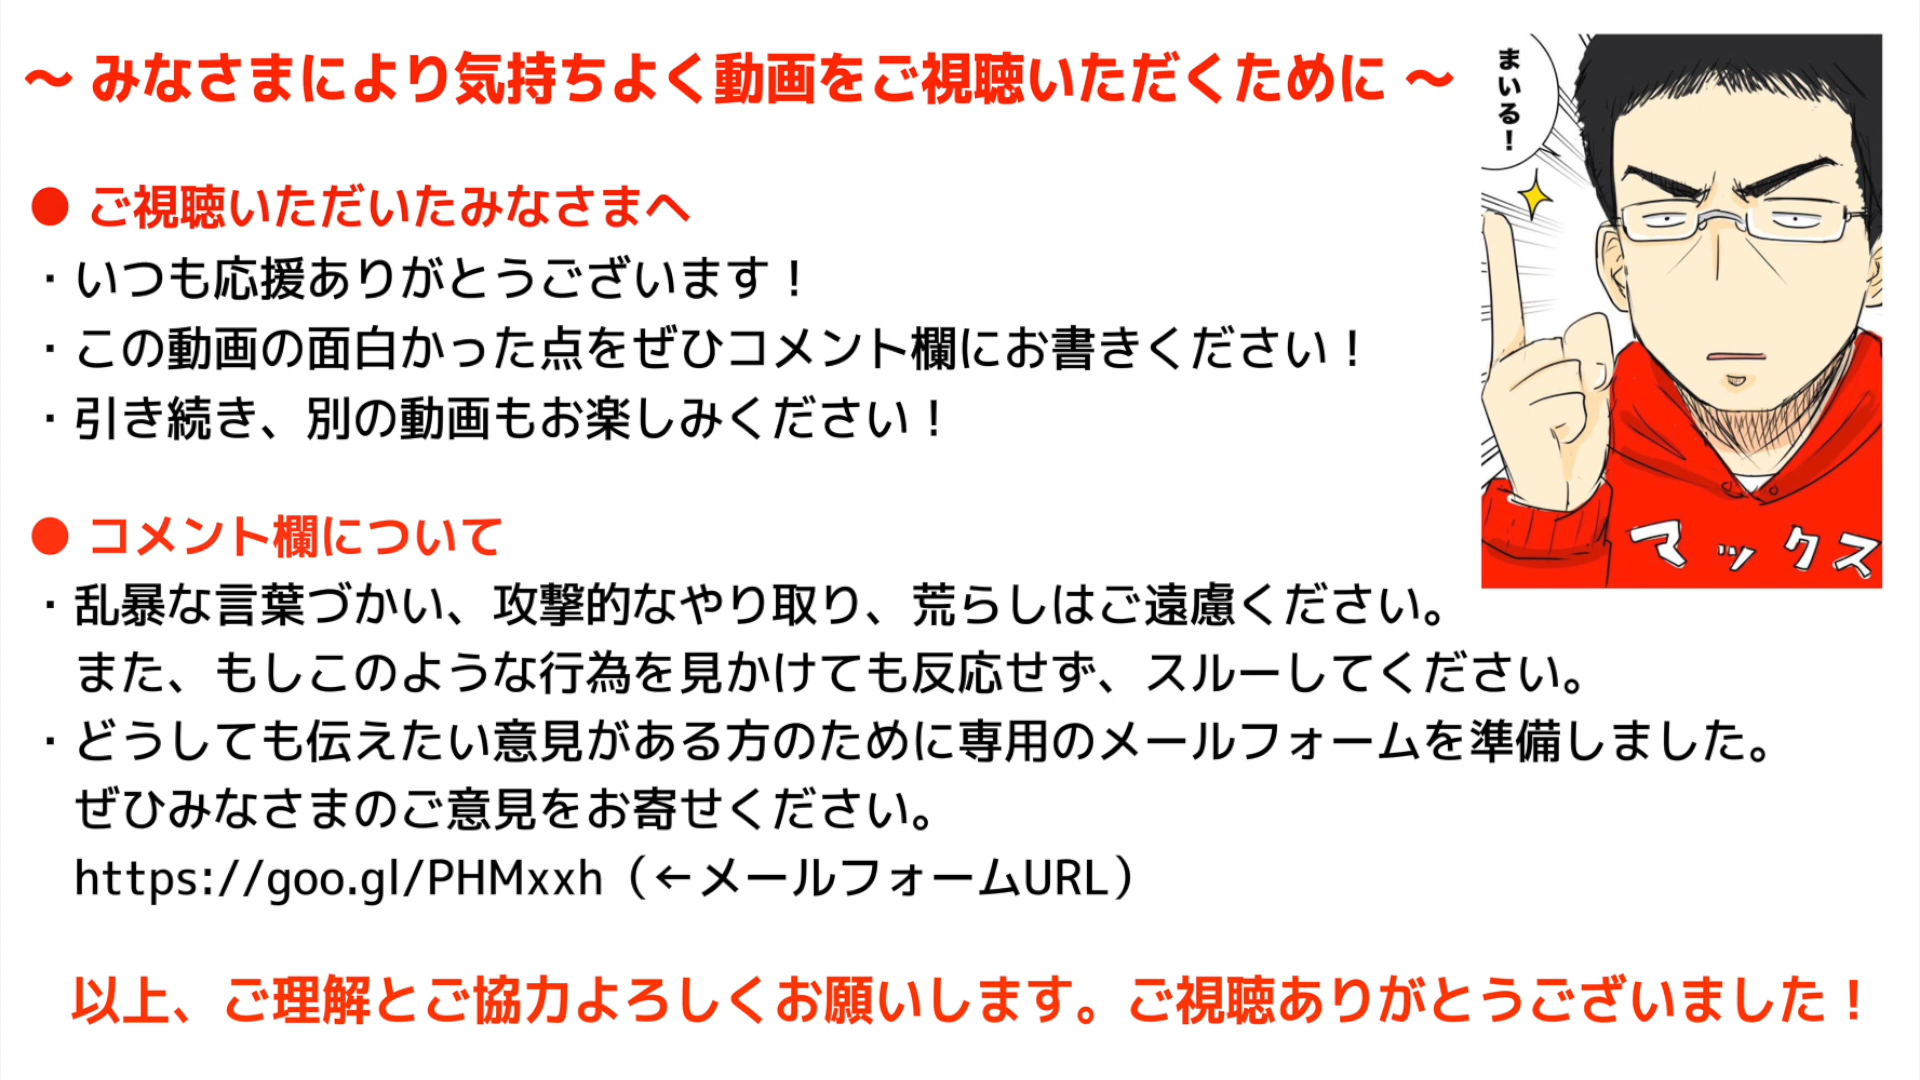 ～ みなさまにより気持ちよく動画をご視聴いただくために ～
まいる！
● ご視聴いただいたみなさまへ
・いつも応援ありがとうございます！
・この動画の面白かった点をぜひコメント欄にお書きください！
・引き続き、別の動画もお楽しみください！
マックス
● コメント欄について
・乱暴な言葉づかい、攻撃的なやり取り、荒らしはご遠慮ください。
また、もしこのような行為を見かけても反応せず、スルーしてください。
・どうしても伝えたい意見がある方のために専用のメールフォームを準備しました。
ぜひみなさまのご意見をお寄せください。
https://goo.gl/PHMxxh（←メールフォームURL）
以上、ご理解とご協力よろしくお願いします。ご視聴ありがとうございました！